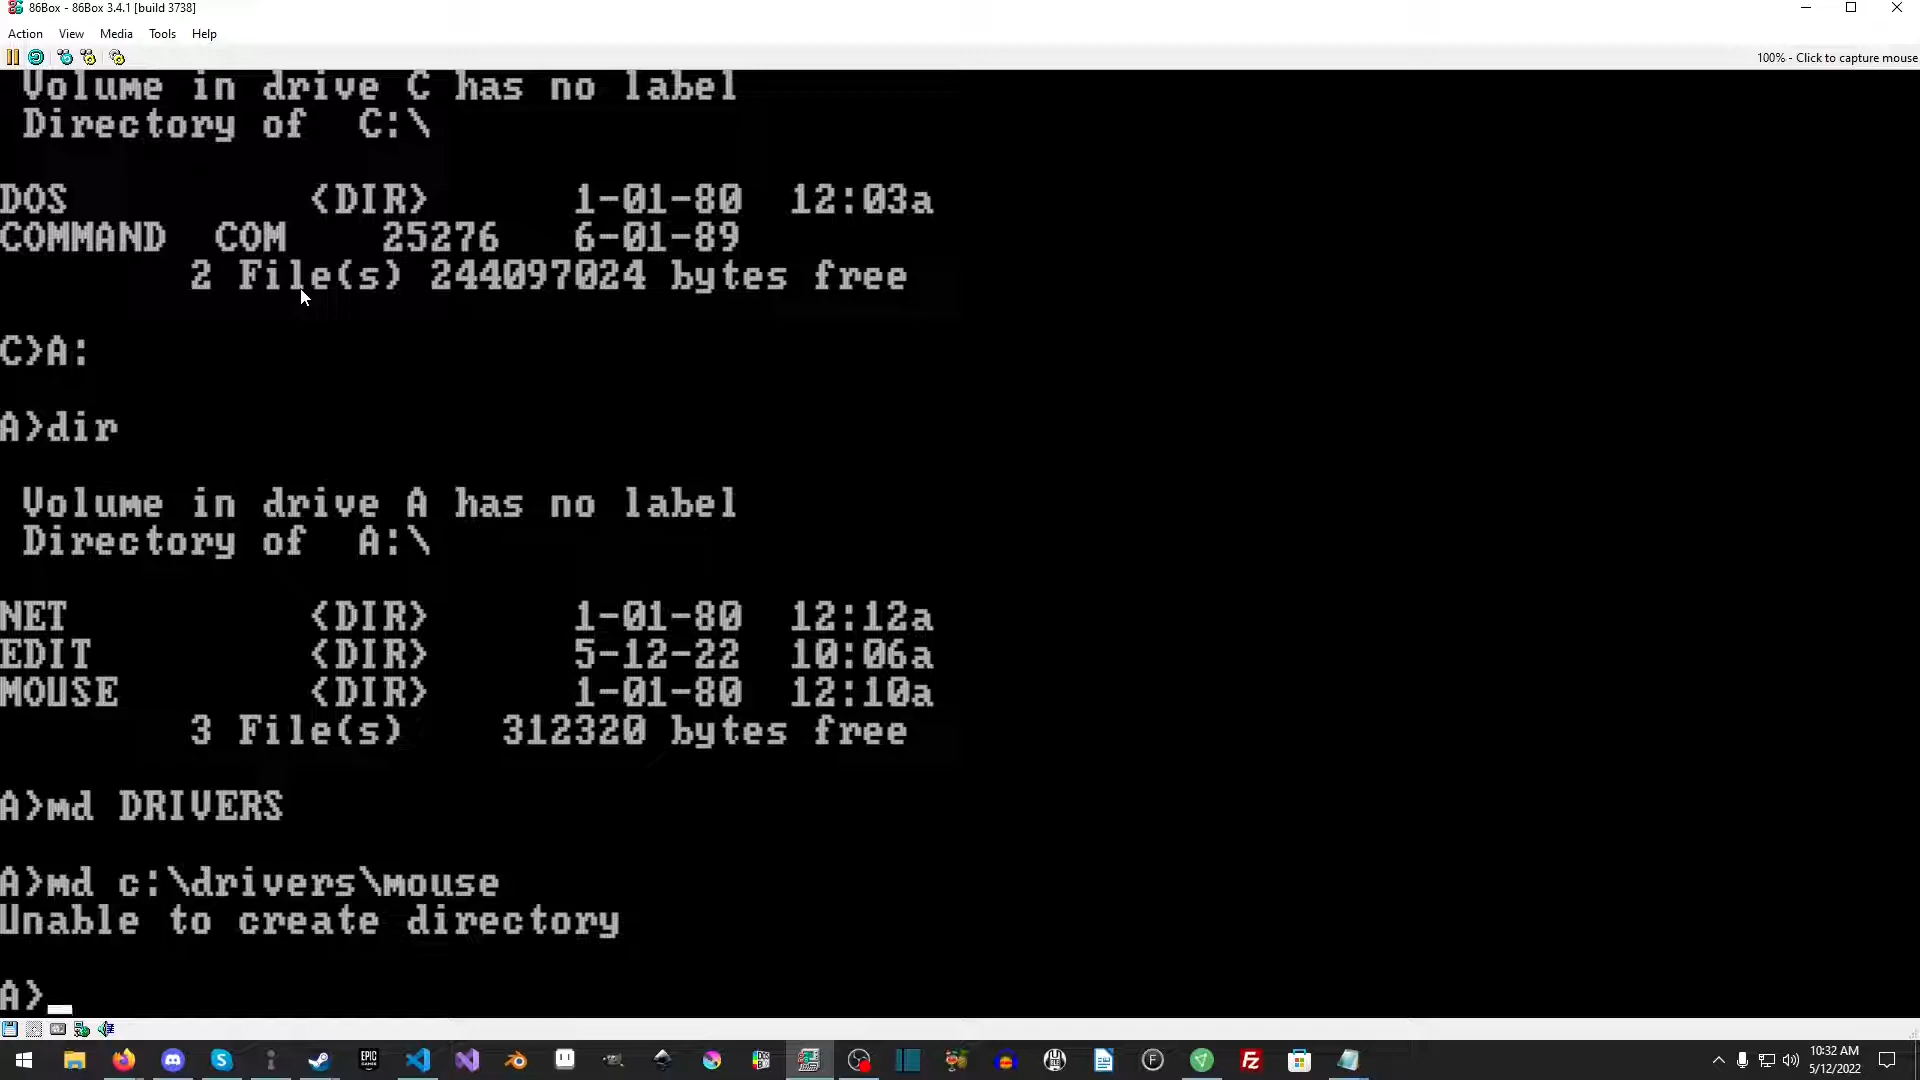 86Box - 86Box 3.4.1 [build 3738]
Action View Media Tools Help
100% - Click to capture mouse
Volume in drive C has no label
Directory of  C:\
DOS <DIR> 1-01-80 12:03a
COMMAND COM 25276 6-01-89
2 File(s) 244097024 bytes free
C>A:
A>dir
Volume in drive A has no label
Directory of  A:\
NET <DIR> 1-01-80 12:12a
EDIT <DIR> 5-12-22 10:06a
MOUSE <DIR> 1-01-80 12:10a
3 File(s) 312320 bytes free
A>md DRIVERS
A>md c:\drivers\mouse
Unable to create directory
A>
EPIC GAMES
10:32 AM
5/12/2022